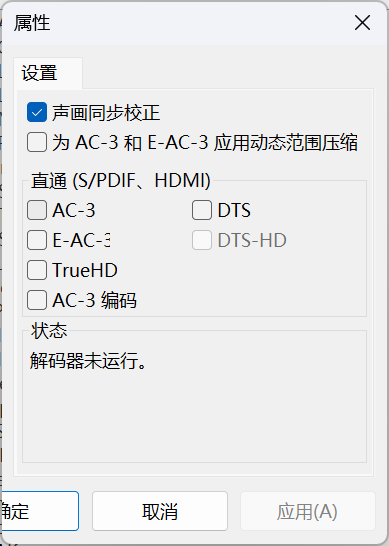 属性
设置
声画同步校正
为 AC-3 和 E-AC-3 应用动态范围压缩
直通 (S/PDIF、HDMI)
AC-3 DTS
E-AC-3 DTS-HD
TrueHD
AC-3 编码
状态
解码器未运行。
确定 取消 应用(A)